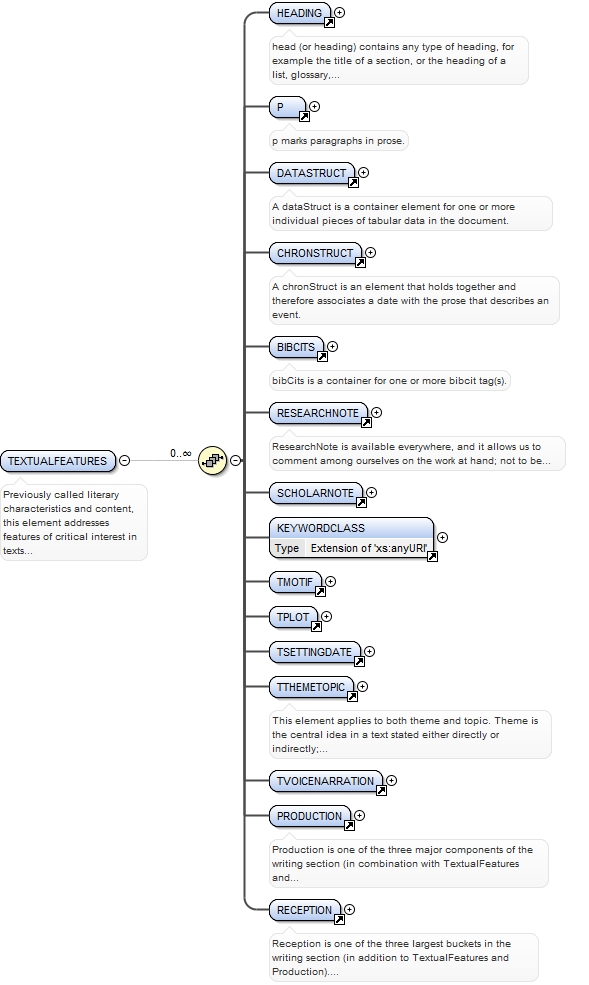 HEADING
head (or heading) contains any type of heading, for
example the title of a section, or the heading of a
list, glossary,...
P
p marks paragraphs in prose.
DATASTRUCT
A dataStruct is a container element for one or more
individual pieces of tabular data in the document.
CHRONSTRUCT
A chronStruct is an element that holds together and
therefore associates a date with the prose that describes an
event.
BIBCITS
bibCits is a container for one or more bibcit tag(s).
RESEARCHNOTE
ResearchNote is available everywhere, and it allows us to
comment among ourselves on the work at hand; not to be...
TEXTUALFEATURES
0..∞
Previously called literary
characteristics and content,
this element addresses
features of critical interest in
texts...
SCHOLARNOTE
KEYWORDCLASS
Type Extension of 'xs:anyURI'
TMOTIF
TPLOT
TSETTINGDATE
TTHEMETOPIC
This element applies to both theme and topic. Theme is
the central idea in a text stated either directly or
indirectly;...
TVOICENARRATION
PRODUCTION
Production is one of the three major components of the
writing section (in combination with TextualFeatures
and...
RECEPTION
Reception is one of the three largest buckets in the
writing section (in addition to TextualFeatures and
Production)....